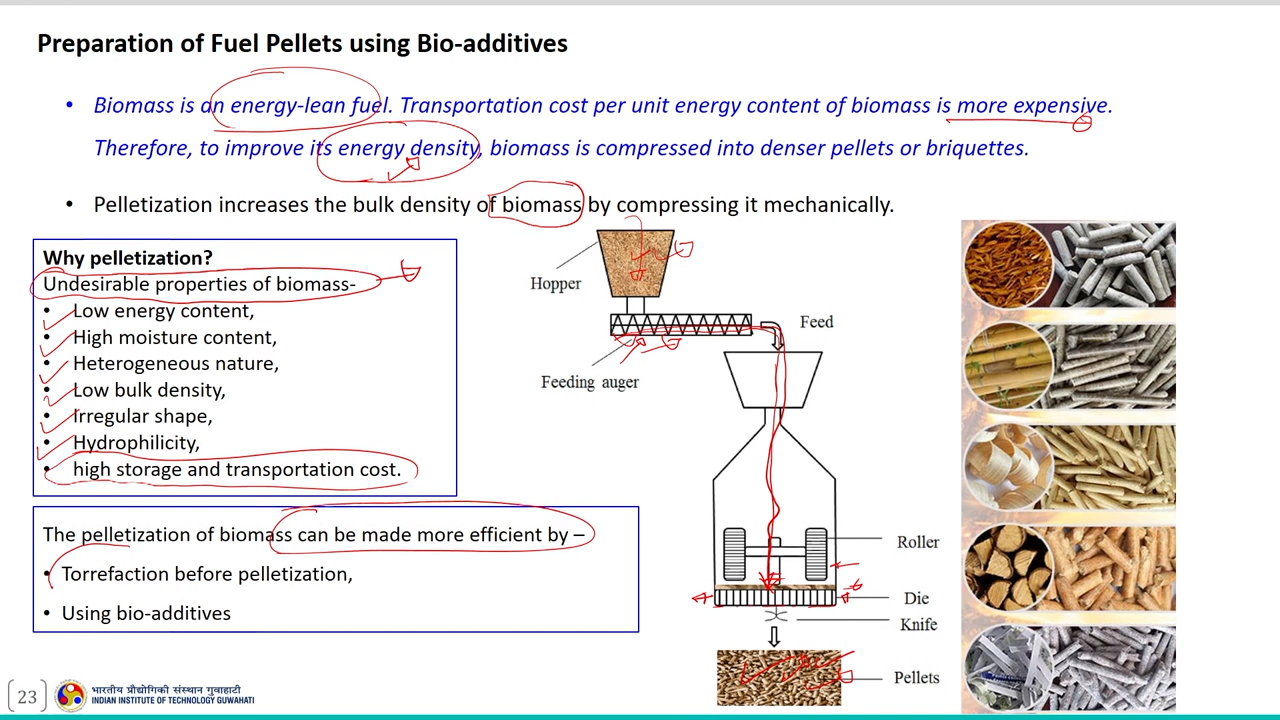 Preparation of Fuel Pellets using Bio-additives
• Biomass is an energy-lean fuel. Transportation cost per unit energy content of biomass is more expensive.
Therefore, to improve its energy density, biomass is compressed into denser pellets or briquettes.
• Pelletization increases the bulk density of biomass by compressing it mechanically.
Why pelletization?
Undesirable properties of biomass-
• Low energy content,
• High moisture content,
• Heterogeneous nature,
• Low bulk density,
• Irregular shape,
• Hydrophilicity,
• high storage and transportation cost.
The pelletization of biomass can be made more efficient by –
• Torrefaction before pelletization,
• Using bio-additives
Hopper
Feed
Feeding auger
Roller
Die
Knife
Pellets
23
भारतीय प्रौद्योगिकी संस्थान गुवाहाटी
INDIAN INSTITUTE OF TECHNOLOGY GUWAHATI